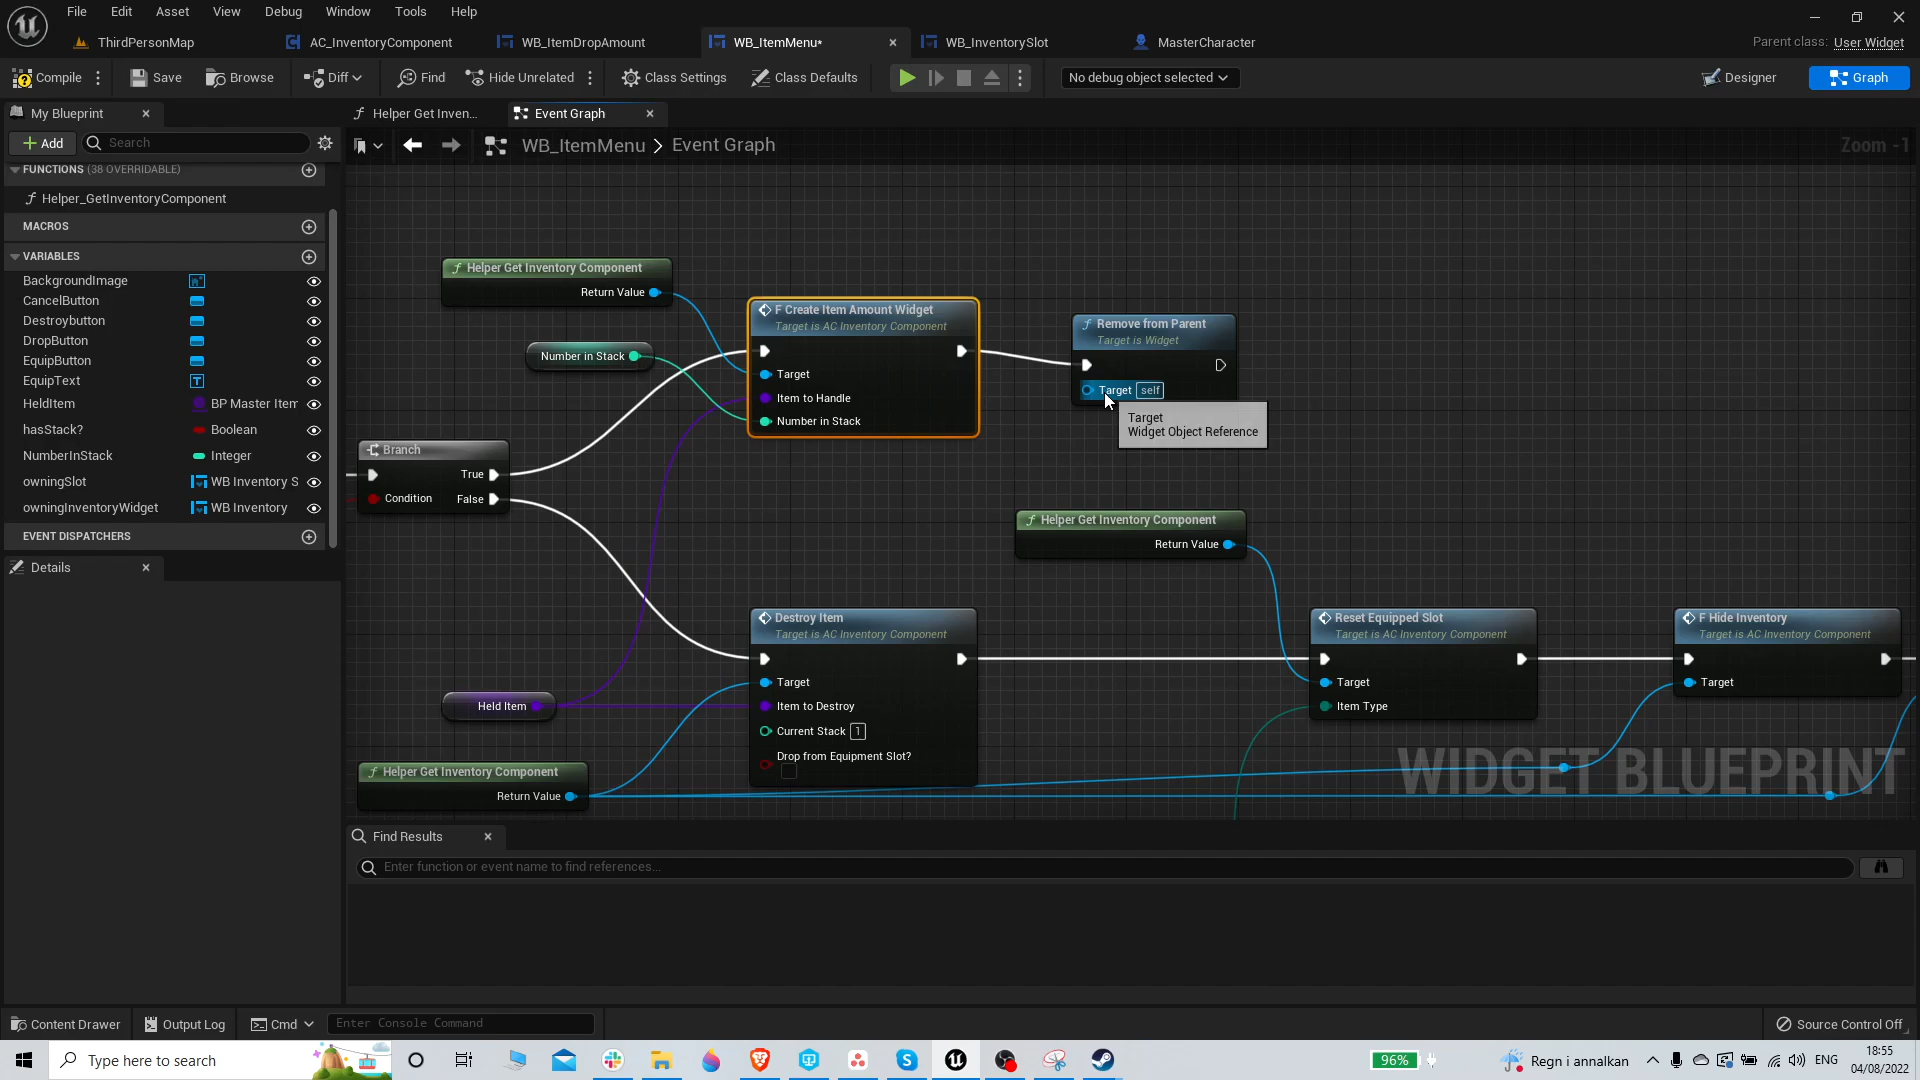 File Edit Asset View Debug Window Tools Help
ThirdPersonMap AC_InventoryComponent WB_ItemDropAmount WB_ItemMenu* WB_InventorySlot MasterCharacter Parent class: User Widget
Compile Save Browse Diff Find Hide Unrelated Class Settings Class Defaults No debug object selected Designer Graph
My Blueprint Helper Get Inven... Event Graph
Add Search WB_ItemMenu > Event Graph Zoom -1
FUNCTIONS (38 OVERRIDABLE)
Helper_GetInventoryComponent
MACROS
VARIABLES
BackgroundImage
CancelButton
Destroybutton
DropButton
EquipButton
EquipText
HeldItem BP Master Item
hasStack? Boolean
NumberInStack Integer
owningSlot WB Inventory S
owningInventoryWidget WB Inventory
EVENT DISPATCHERS
Details
Helper Get Inventory Component
Return Value
Number in Stack
F Create Item Amount Widget
Target is AC Inventory Component
Target
Item to Handle
Number in Stack
Remove from Parent
Target is Widget
Target self
Target
Widget Object Reference
Branch
True
Condition False
Helper Get Inventory Component
Return Value
Held Item
Helper Get Inventory Component
Return Value
Destroy Item
Target is AC Inventory Component
Target
Item to Destroy
Current Stack 1
Drop from Equipment Slot?
Reset Equipped Slot
Target is AC Inventory Component
Target
Item Type
F Hide Inventory
Target is AC Inventory Component
Target
WIDGET BLUEPRINT
Find Results
Enter function or event name to find references...
Content Drawer Output Log Cmd Enter Console Command Source Control Off
Type here to search 96% Regn i annalkan ENG 18:55
04/08/2022